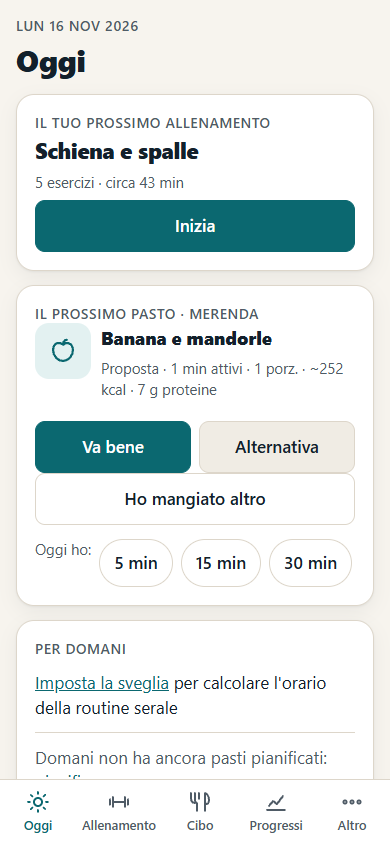 LUN 16 NOV 2026
Oggi
IL TUO PROSSIMO ALLENAMENTO
Schiena e spalle
5 esercizi · circa 43 min
Inizia
IL PROSSIMO PASTO · MERENDA
Banana e mandorle
Proposta · 1 min attivi · 1 porz. · ~252
kcal · 7 g proteine
Va bene
Alternativa
Ho mangiato altro
Oggi ho:
5 min
15 min
30 min
PER DOMANI
Imposta la sveglia per calcolare l'orario
della routine serale
Domani non ha ancora pasti pianificati:
Oggi
Allenamento
Cibo
Progressi
Altro